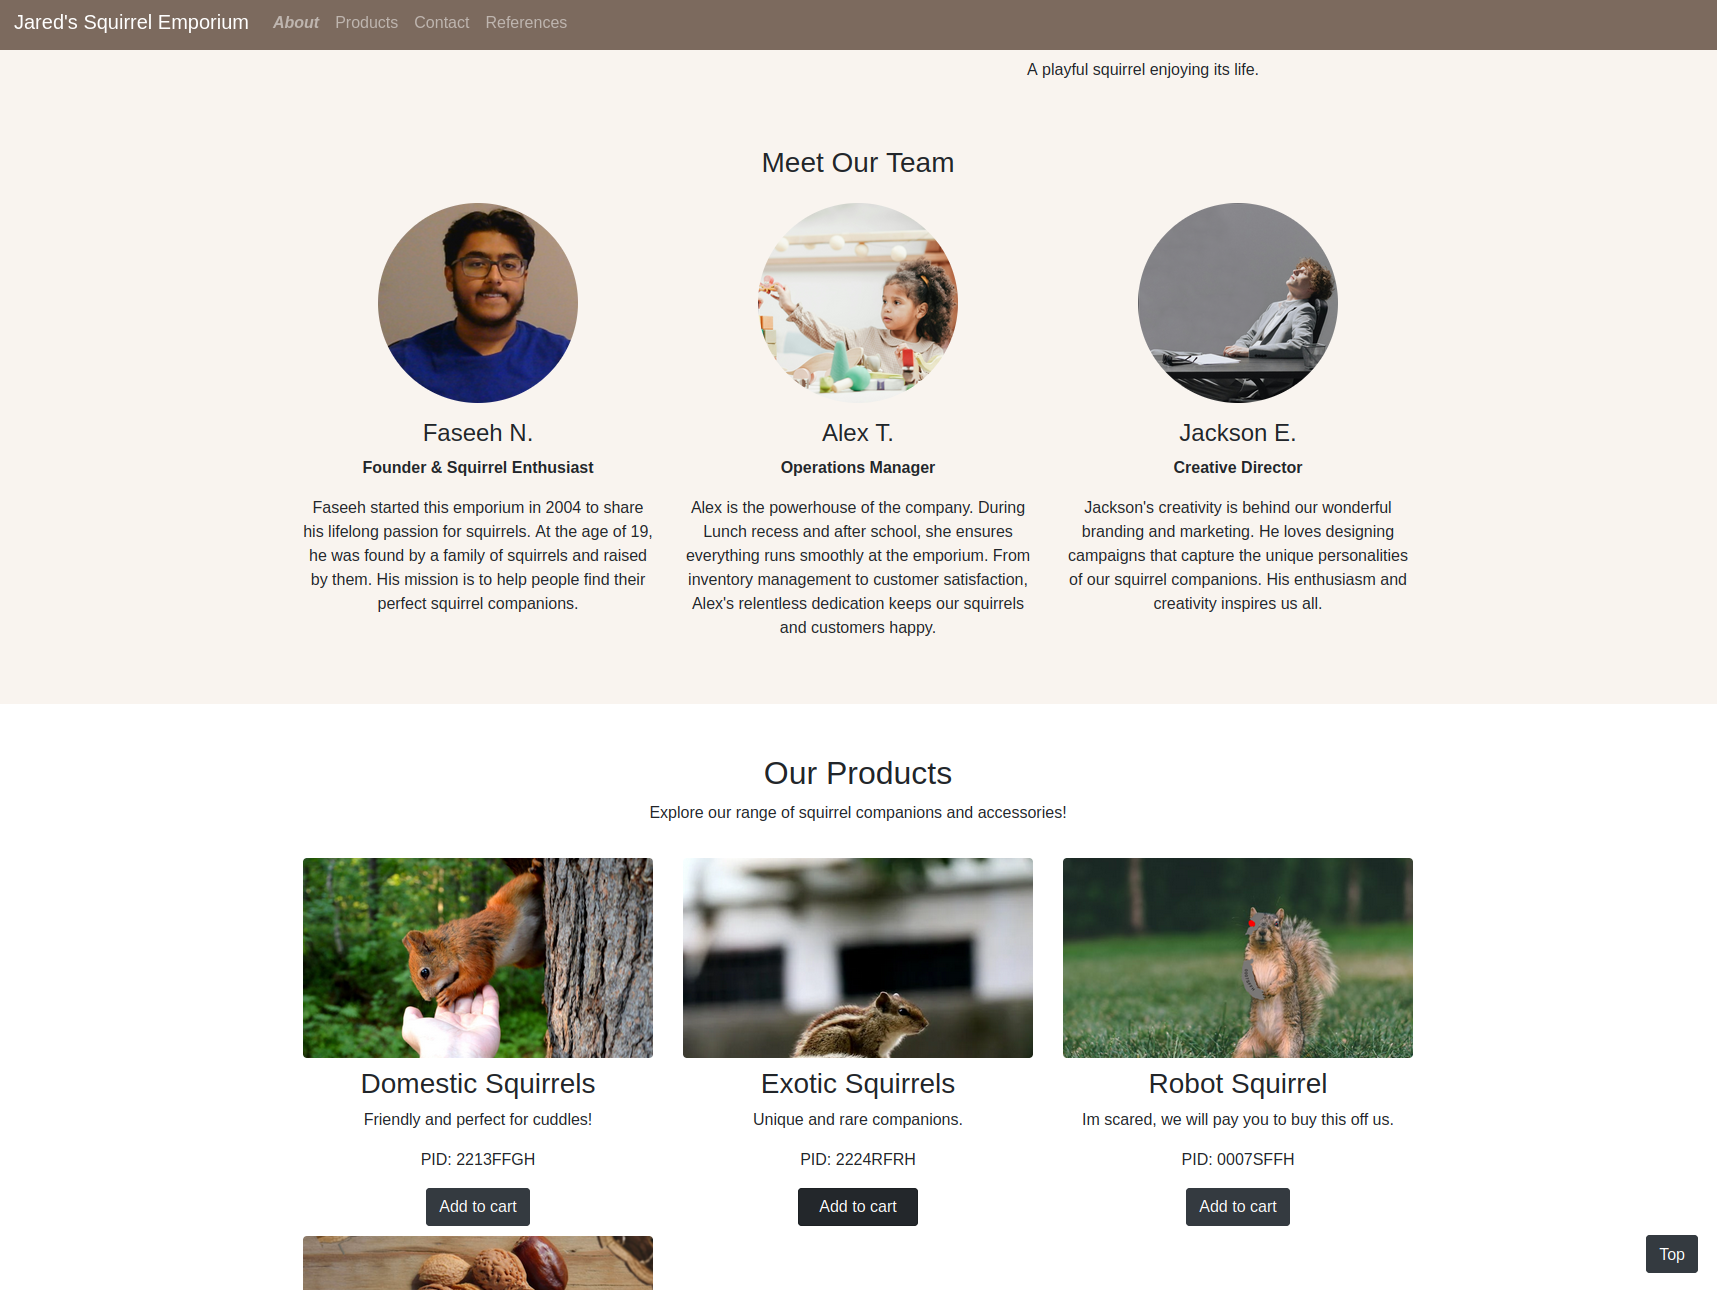 Jared's Squirrel Emporium About Products Contact References
A playful squirrel enjoying its life.
Meet Our Team
Faseeh N.
Founder & Squirrel Enthusiast
Faseeh started this emporium in 2004 to share
his lifelong passion for squirrels. At the age of 19,
he was found by a family of squirrels and raised
by them. His mission is to help people find their
perfect squirrel companions.
Alex T.
Operations Manager
Alex is the powerhouse of the company. During
Lunch recess and after school, she ensures
everything runs smoothly at the emporium. From
inventory management to customer satisfaction,
Alex's relentless dedication keeps our squirrels
and customers happy.
Jackson E.
Creative Director
Jackson's creativity is behind our wonderful
branding and marketing. He loves designing
campaigns that capture the unique personalities
of our squirrel companions. His enthusiasm and
creativity inspires us all.
Our Products
Explore our range of squirrel companions and accessories!
Domestic Squirrels
Friendly and perfect for cuddles!
PID: 2213FFGH
Add to cart
Exotic Squirrels
Unique and rare companions.
PID: 2224RFRH
Add to cart
Robot Squirrel
Im scared, we will pay you to buy this off us.
PID: 0007SFFH
Add to cart
Top